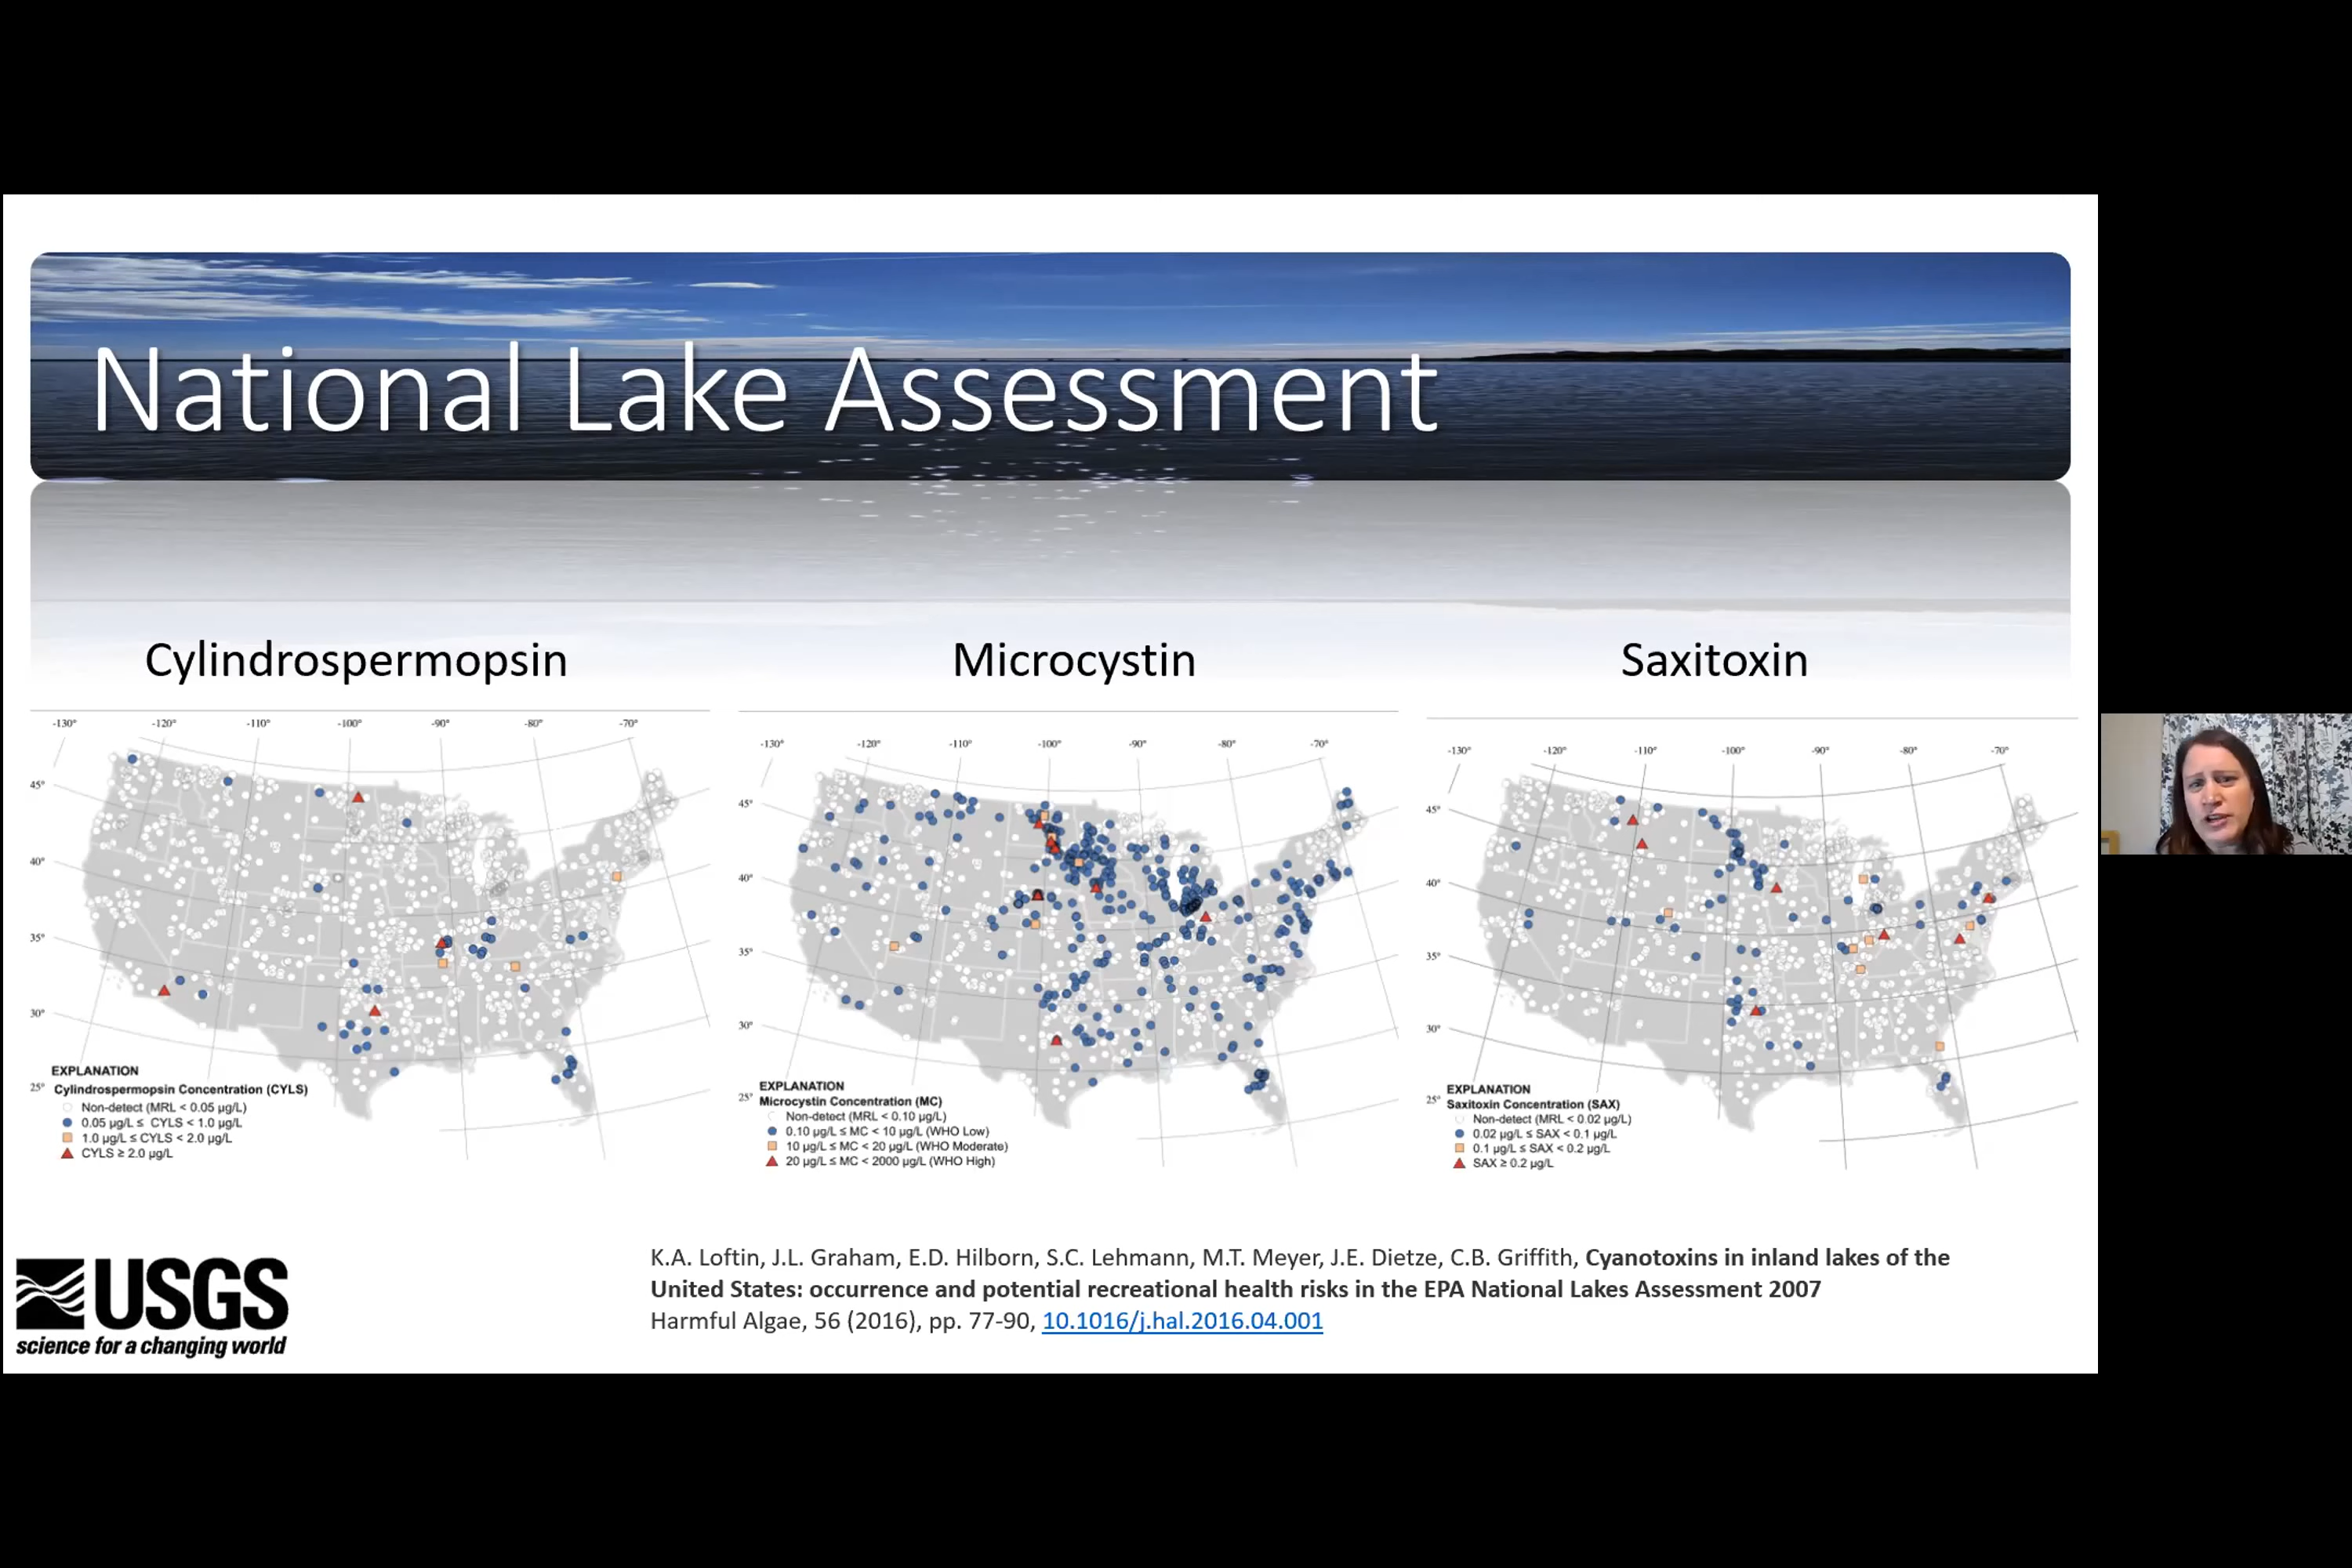 National Lake Assessment
Cylindrospermopsin
Microcystin
Saxitoxin
-130° -120° -110° -100° -90° -80° -70°
45°
40°
35°
30°
25°
EXPLANATION
Cylindrospermopsin Concentration (CYLS)
Non-detect (MRL < 0.05 µg/L)
0.05 µg/L ≤ CYLS < 1.0 µg/L
1.0 µg/L ≤ CYLS < 2.0 µg/L
CYLS ≥ 2.0 µg/L
-130° -120° -110° -100° -90° -80° -70°
45°
40°
35°
30°
25°
EXPLANATION
Microcystin Concentration (MC)
Non-detect (MRL < 0.10 µg/L)
0.10 µg/L ≤ MC < 10 µg/L (WHO Low)
10 µg/L ≤ MC < 20 µg/L (WHO Moderate)
20 µg/L ≤ MC < 2000 µg/L (WHO High)
-130° -120° -110° -100° -90° -80° -70°
45°
40°
35°
30°
25°
EXPLANATION
Saxitoxin Concentration (SAX)
Non-detect (MRL < 0.02 µg/L)
0.02 µg/L ≤ SAX < 0.1 µg/L
0.1 µg/L ≤ SAX < 0.2 µg/L
SAX ≥ 0.2 µg/L
USGS
science for a changing world
K.A. Loftin, J.L. Graham, E.D. Hilborn, S.C. Lehmann, M.T. Meyer, J.E. Dietze, C.B. Griffith, Cyanotoxins in inland lakes of the
United States: occurrence and potential recreational health risks in the EPA National Lakes Assessment 2007
Harmful Algae, 56 (2016), pp. 77-90, 10.1016/j.hal.2016.04.001